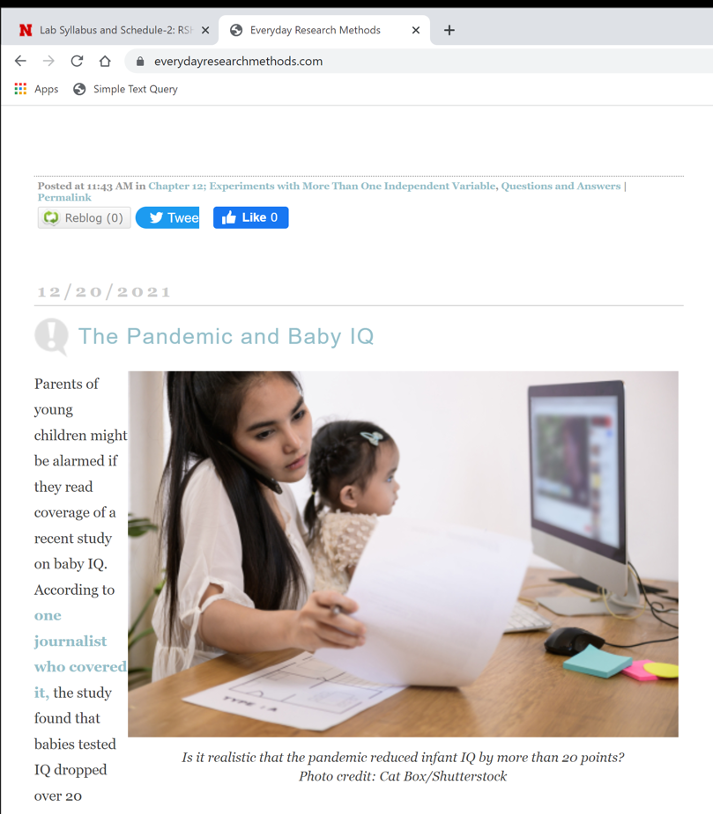 Lab Syllabus and Schedule-2: RSH
Everyday Research Methods
everydayresearchmethods.com
Apps
Simple Text Query
Posted at 11:43 AM in Chapter 12; Experiments with More Than One Independent Variable, Questions and Answers |
Permalink
Reblog (0)
Twee
Like 0
12/20/2021
The Pandemic and Baby IQ
Parents of
young
children might
be alarmed if
they read
coverage of a
recent study
on baby IQ.
According to
one
journalist
who covered
it, the study
found that
babies tested
IQ dropped
over 20
TYPE : A
Is it realistic that the pandemic reduced infant IQ by more than 20 points?
Photo credit: Cat Box/Shutterstock